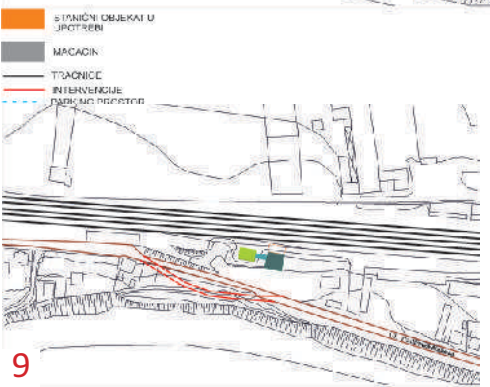 STANIČNI OBJEKAT U
UPOTREBI
MAGACIN
TRAČNICE
INTERVENCIJE
PARKING PROSTOR
9